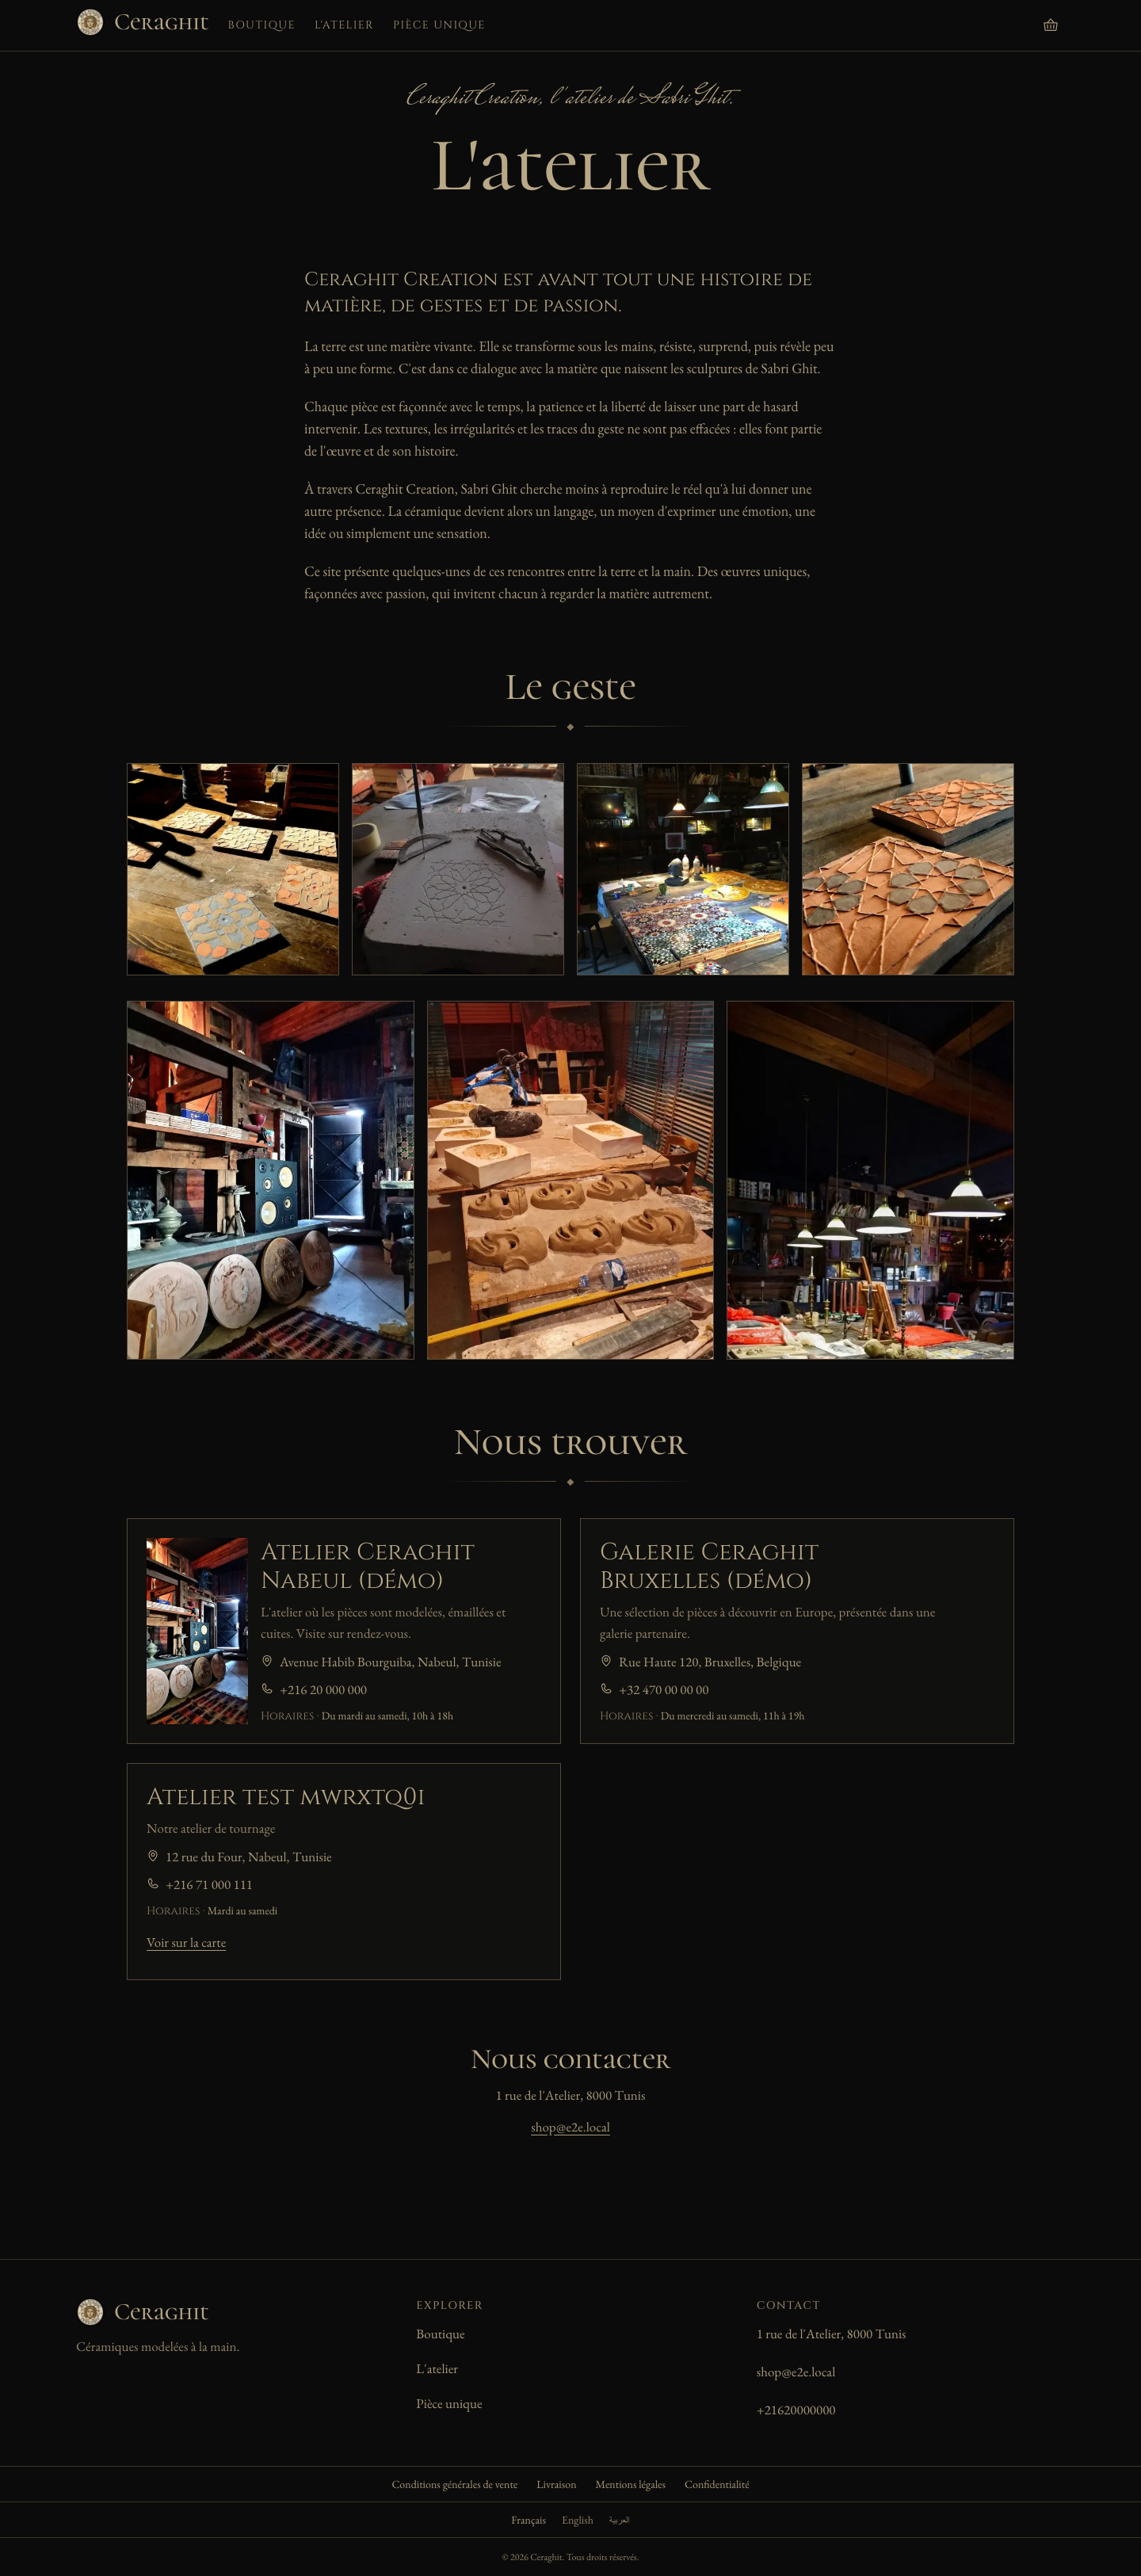 Ceraghit
BOUTIQUE
L'ATELIER
PIÈCE UNIQUE
Ceraghit Creation, l'atelier de Sabri Ghit.
L'atelier
Ceraghit Creation est avant tout une histoire de
matière, de gestes et de passion.
La terre est une matière vivante. Elle se transforme sous les mains, résiste, surprend, puis révèle peu
à peu une forme. C'est dans ce dialogue avec la matière que naissent les sculptures de Sabri Ghit.
Chaque pièce est façonnée avec le temps, la patience et la liberté de laisser une part de hasard
intervenir. Les textures, les irrégularités et les traces du geste ne sont pas effacées : elles font partie
de l'œuvre et de son histoire.
À travers Ceraghit Creation, Sabri Ghit cherche moins à reproduire le réel qu'à lui donner une
autre présence. La céramique devient alors un langage, un moyen d'exprimer une émotion, une
idée ou simplement une sensation.
Ce site présente quelques-unes de ces rencontres entre la terre et la main. Des œuvres uniques,
façonnées avec passion, qui invitent chacun à regarder la matière autrement.
Le geste
Nous trouver
Atelier Ceraghit
Nabeul (démo)
L'atelier où les pièces sont modelées, émaillées et
cuites. Visite sur rendez-vous.
Avenue Habib Bourguiba, Nabeul, Tunisie
+216 20 000 000
Horaires · Du mardi au samedi, 10h à 18h
Galerie Ceraghit
Bruxelles (démo)
Une sélection de pièces à découvrir en Europe, présentée dans une
galerie partenaire.
Rue Haute 120, Bruxelles, Belgique
+32 470 00 00 00
Horaires · Du mercredi au samedi, 11h à 19h
Atelier test mwrxtq0i
Notre atelier de tournage
12 rue du Four, Nabeul, Tunisie
+216 71 000 111
Horaires · Mardi au samedi
Voir sur la carte
Nous contacter
1 rue de l'Atelier, 8000 Tunis
shop@e2e.local
Ceraghit
Céramiques modelées à la main.
EXPLORER
Boutique
L'atelier
Pièce unique
CONTACT
1 rue de l'Atelier, 8000 Tunis
shop@e2e.local
+21620000000
Conditions générales de vente
Livraison
Mentions légales
Confidentialité
Français
English
العربية
© 2026 Ceraghit. Tous droits réservés.